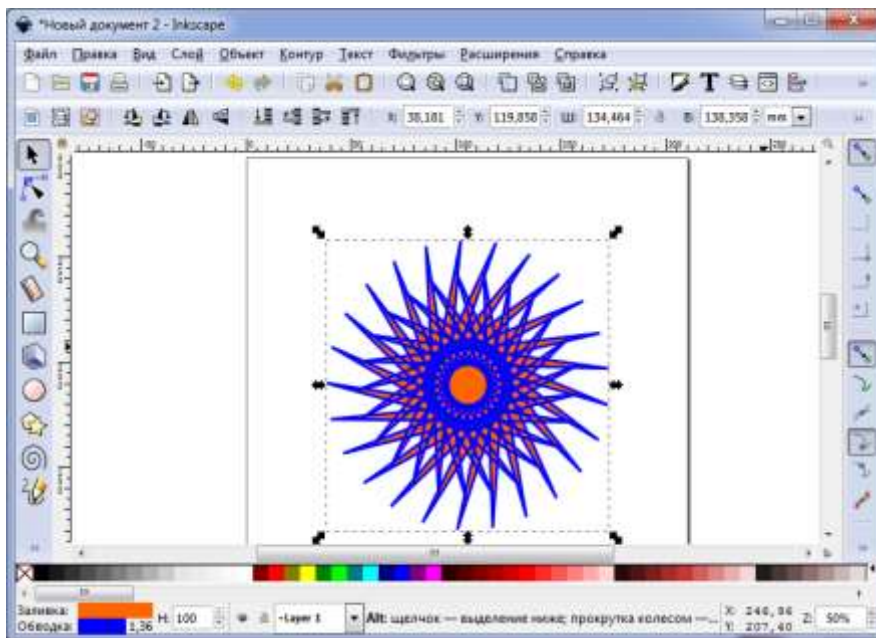 *Новый документ 2 - Inkscape
Файл Правка Вид Слой Объект Контур Текст Фильтры Расширения Справка
X: 38,181 Y: 119,858 Ш: 134,464 В: 138,358 mm
Заливка: Н: 100 -Layer 1 Alt: щелчок — выделение ниже; прокрутка колесом —... X: 246,86 Z: 50%
Обводка: 1,36 Y: 207,40